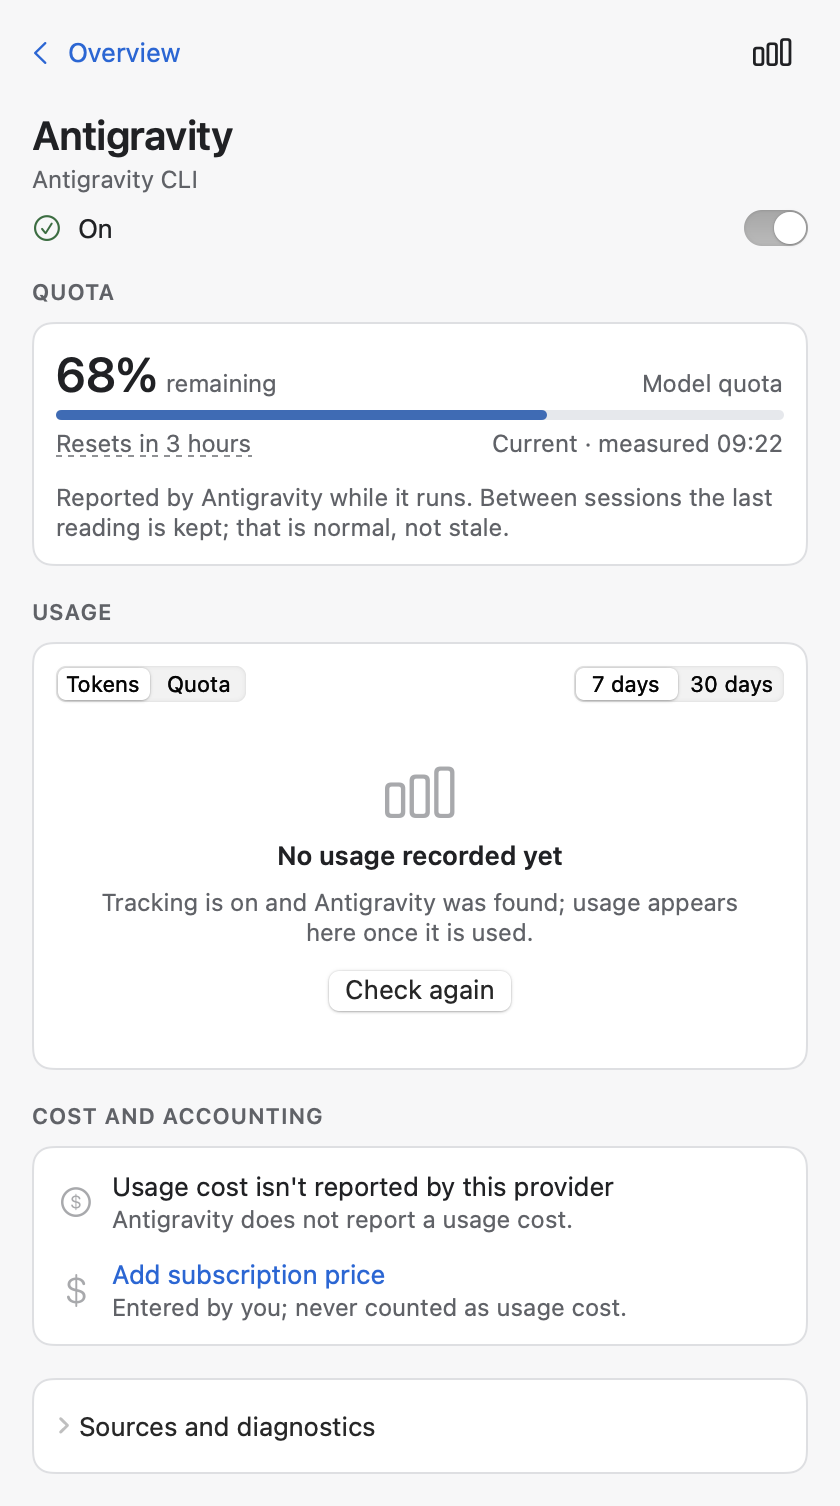 Overview
Antigravity
Antigravity CLI
On
QUOTA
68% remaining
Model quota
Resets in 3 hours
Current · measured 09:22
Reported by Antigravity while it runs. Between sessions the last
reading is kept; that is normal, not stale.
USAGE
Tokens
Quota
7 days
30 days
No usage recorded yet
Tracking is on and Antigravity was found; usage appears
here once it is used.
Check again
COST AND ACCOUNTING
$
Usage cost isn't reported by this provider
Antigravity does not report a usage cost.
$
Add subscription price
Entered by you; never counted as usage cost.
Sources and diagnostics